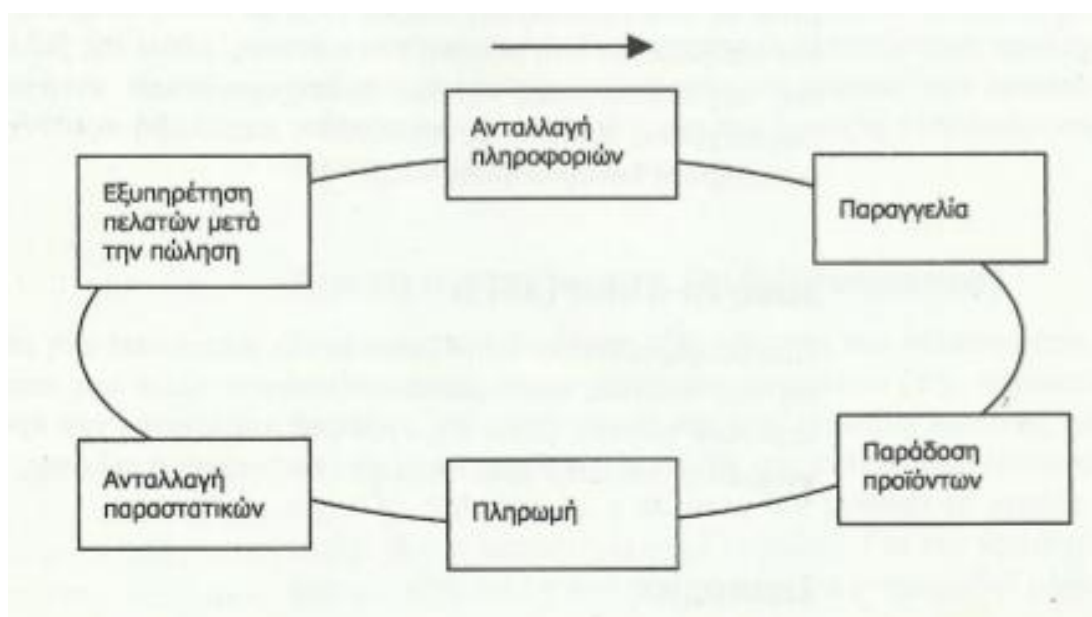 Ανταλλαγή
πληροφοριών
Παραγγελία
Παράδοση
προϊόντων
Πληρωμή
Ανταλλαγή
παραστατικών
Εξυπηρέτηση
πελατών μετά
την πώληση